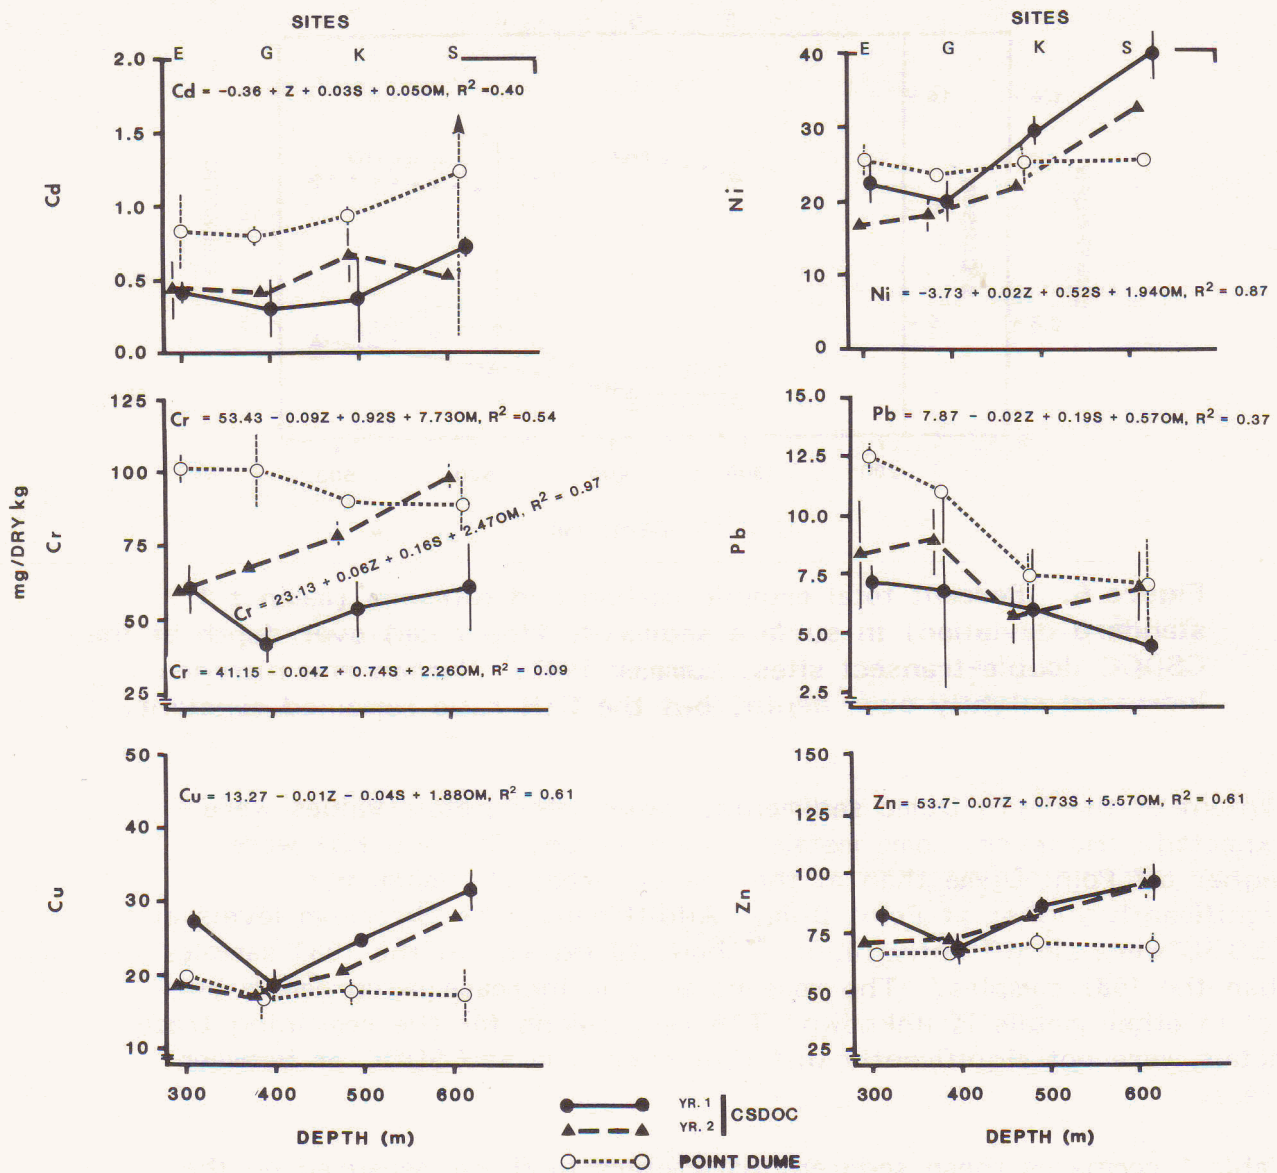 SITES
E G K S
2.0
1.5
1.0
0.5
0.0
Cd
Cd = -0.36 + Z + 0.03S + 0.05OM, R2 =0.40
SITES
E G K S
40
30
20
10
0
Ni
Ni = -3.73 + 0.02Z + 0.52S + 1.94OM, R2 = 0.87
mg/DRY kg
125
100
75
50
25
Cr
Cr = 53.43 - 0.09Z + 0.92S + 7.73OM, R2 =0.54
Cr = 23.13 + 0.06Z + 0.16S + 2.47OM, R2 = 0.97
Cr = 41.15 - 0.04Z + 0.74S + 2.26OM, R2 = 0.09
15.0
12.5
10.0
7.5
5.0
2.5
Pb
Pb = 7.87 - 0.02Z + 0.19S + 0.57OM, R2 = 0.37
50
40
30
20
10
Cu
Cu = 13.27 - 0.01Z - 0.04S + 1.88OM, R2 = 0.61
300 400 500 600
DEPTH (m)
150
125
100
75
50
25
Zn
Zn = 53.7- 0.07Z + 0.73S + 5.57OM, R2 = 0.61
300 400 500 600
DEPTH (m)
YR. 1
YR. 2
CSDOC
POINT DUME